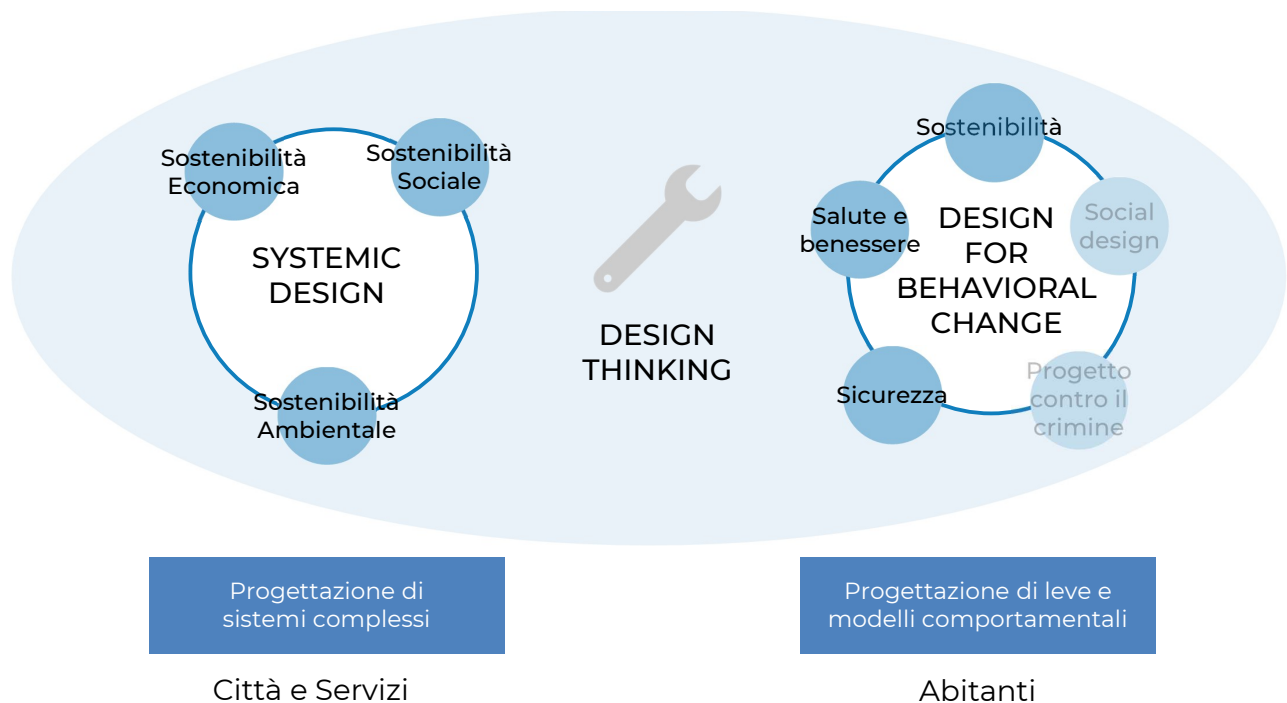 Sostenibilità
Economica
Sostenibilità
Sociale
SYSTEMIC
DESIGN
Sostenibilità
Ambientale
DESIGN
THINKING
Sostenibilità
Salute e
benessere
DESIGN
FOR
BEHAVIORAL
CHANGE
Social
design
Sicurezza
Progetto
contro il
crimine
Progettazione di
sistemi complessi
Città e Servizi
Progettazione di leve e
modelli comportamentali
Abitanti